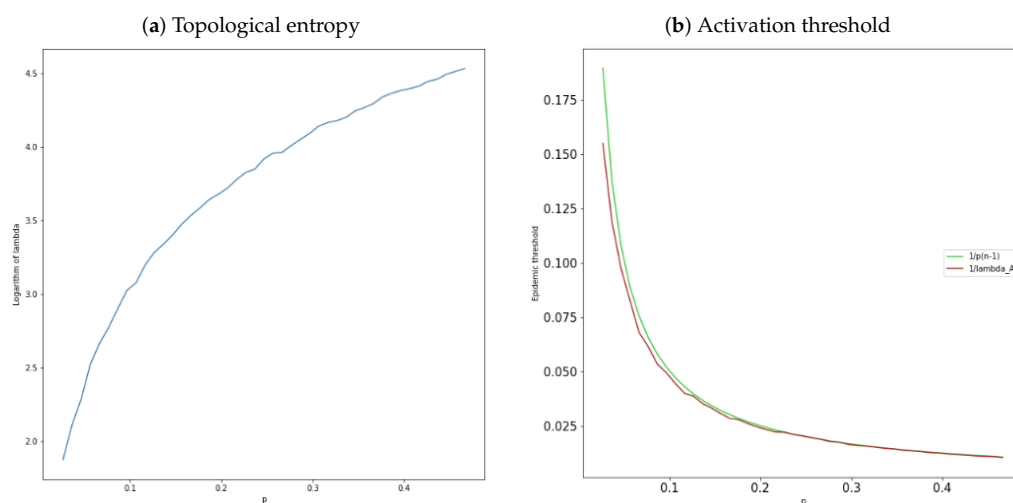 (a) Topological entropy
4.5
4.0
3.5
3.0
2.5
2.0
Logarithm of lambda
0.1 0.2 0.3 0.4
p
(b) Activation threshold
0.175
0.150
0.125
0.100
0.075
0.050
0.025
Epidemic threshold
1/p(n-1)
1/lambda_A
0.1 0.2 0.3 0.4